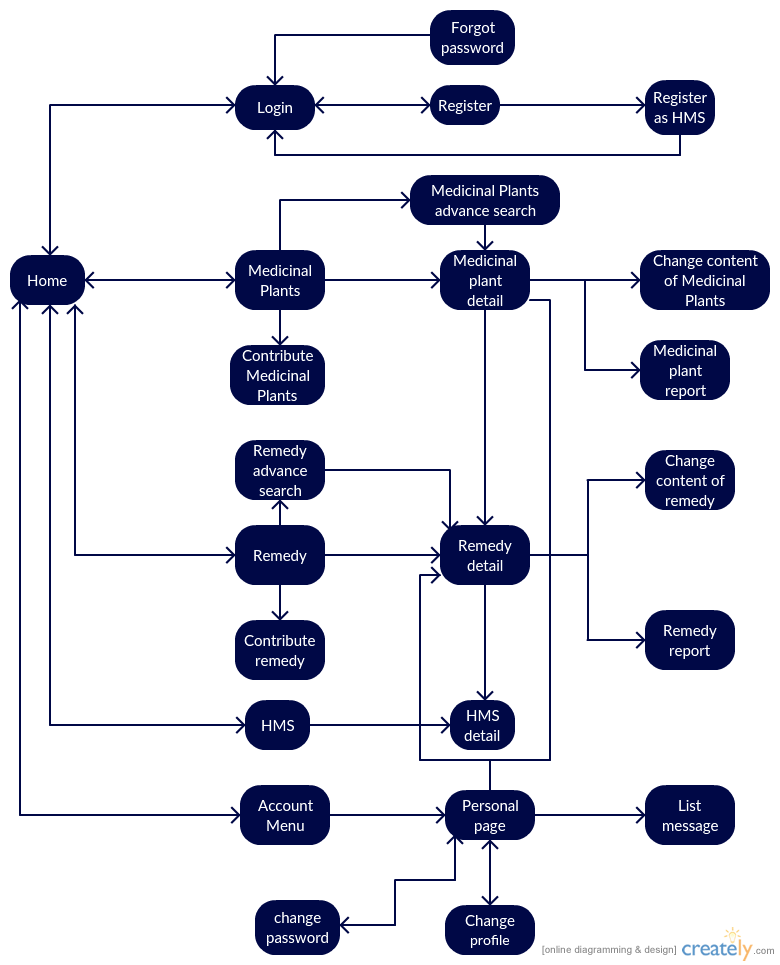 Forgot
password
Login
Register
Register
as HMS
Medicinal Plants
advance search
Home
Medicinal
Plants
Medicinal
plant
detail
Change content
of Medicinal
Plants
Contribute
Medicinal
Plants
Medicinal
plant
report
Remedy
advance
search
Change
content of
remedy
Remedy
Remedy
detail
Contribute
remedy
Remedy
report
HMS
HMS
detail
Account
Menu
Personal
page
List
message
change
password
Change
profile
[online diagramming & design] creately.com